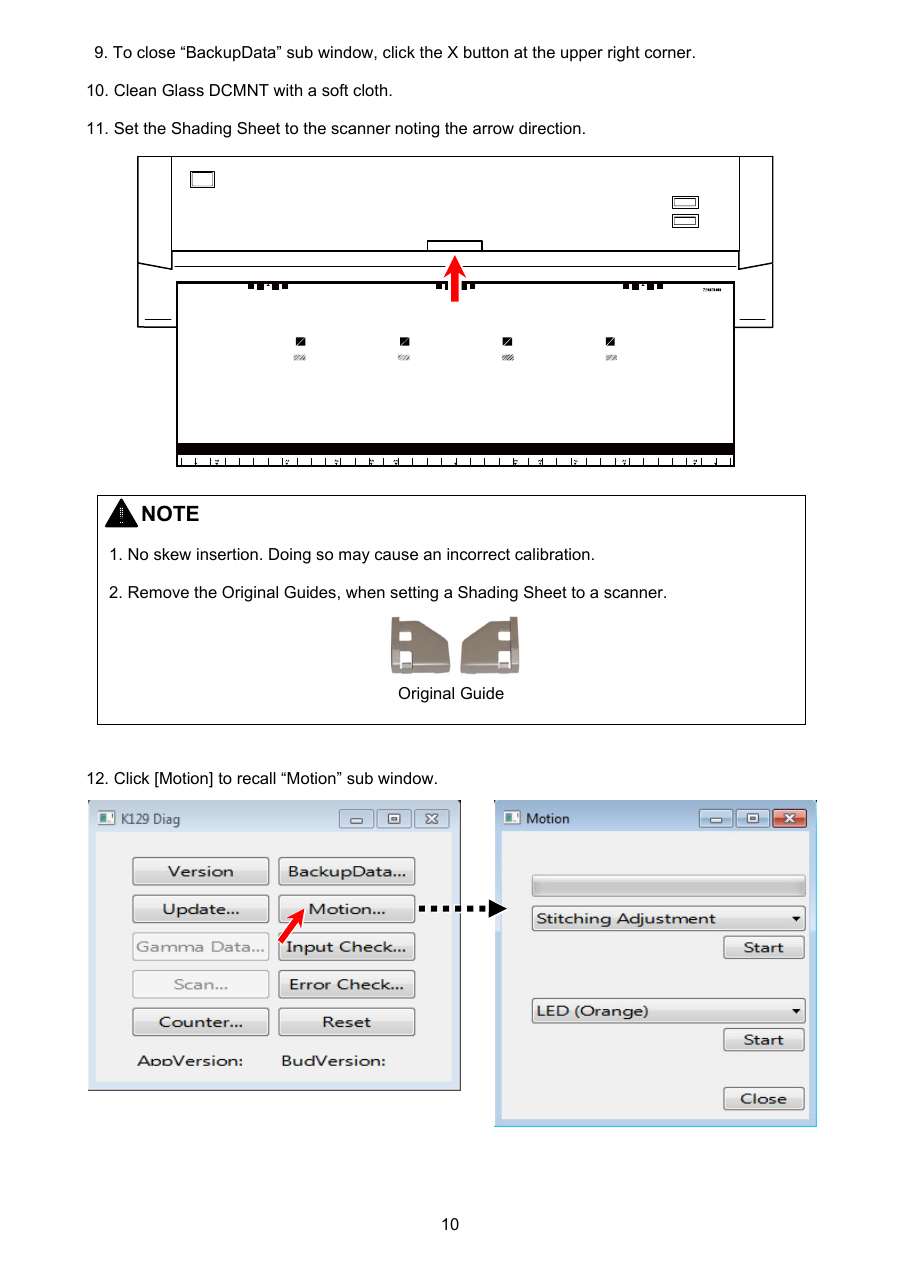 9. To close “BackupData” sub window, click the X button at the upper right corner.
10. Clean Glass DCMNT with a soft cloth.
11. Set the Shading Sheet to the scanner noting the arrow direction.
NOTE
1. No skew insertion. Doing so may cause an incorrect calibration.
2. Remove the Original Guides, when setting a Shading Sheet to a scanner.
Original Guide
12. Click [Motion] to recall “Motion” sub window.
K129 Diag
Version
BackupData...
Update...
Motion...
Gamma Data...
Input Check...
Scan...
Error Check...
Counter...
Reset
AppVersion:
BudVersion:
Motion
Stitching Adjustment
Start
LED (Orange)
Start
Close
10